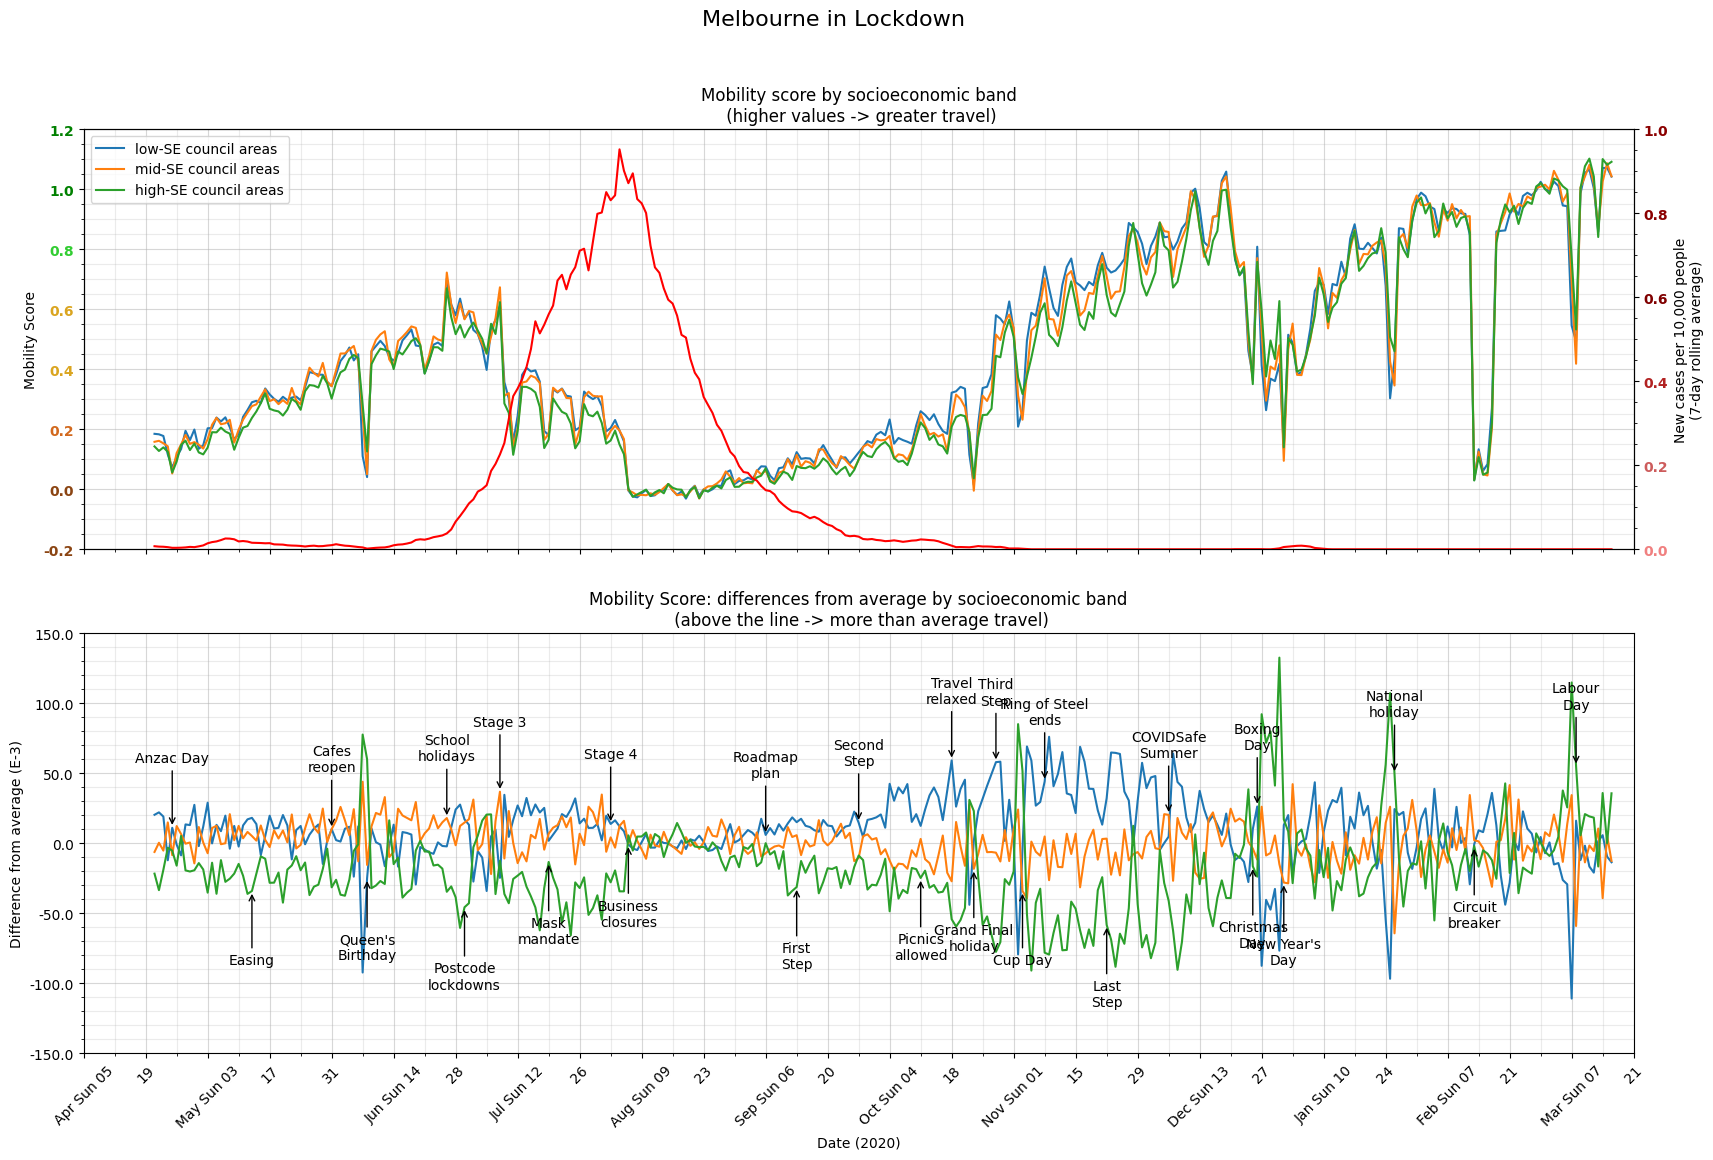 Melbourne in Lockdown
Mobility score by socioeconomic band
(higher values -> greater travel)
1.2
1.0
0.8
0.6
0.4
0.2
0.0
-0.2
Mobility Score
low-SE council areas
mid-SE council areas
high-SE council areas
1.0
0.8
0.6
0.4
0.2
0.0
New cases per 10,000 people
(7-day rolling average)
Mobility Score: differences from average by socioeconomic band
(above the line -> more than average travel)
150.0
100.0
50.0
0.0
-50.0
-100.0
-150.0
Difference from average (E-3)
Anzac Day
Easing
Cafes
reopen
Queen's
Birthday
School
holidays
Postcode
lockdowns
Stage 3
Mask
mandate
Stage 4
Business
closures
Roadmap
plan
First
Step
Second
Step
Picnics
allowed
Travel
relaxed
Grand Final
holiday
Third
Step
Cup Day
Ring of Steel
ends
Last
Step
COVIDSafe
Summer
Christmas
Day
Boxing
Day
New Year's
Day
National
holiday
Circuit
breaker
Labour
Day
Apr Sun 05
19
May Sun 03
17
31
Jun Sun 14
28
Jul Sun 12
26
Aug Sun 09
23
Sep Sun 06
20
Oct Sun 04
18
Nov Sun 01
15
29
Dec Sun 13
27
Jan Sun 10
24
Feb Sun 07
21
Mar Sun 07
21
Date (2020)